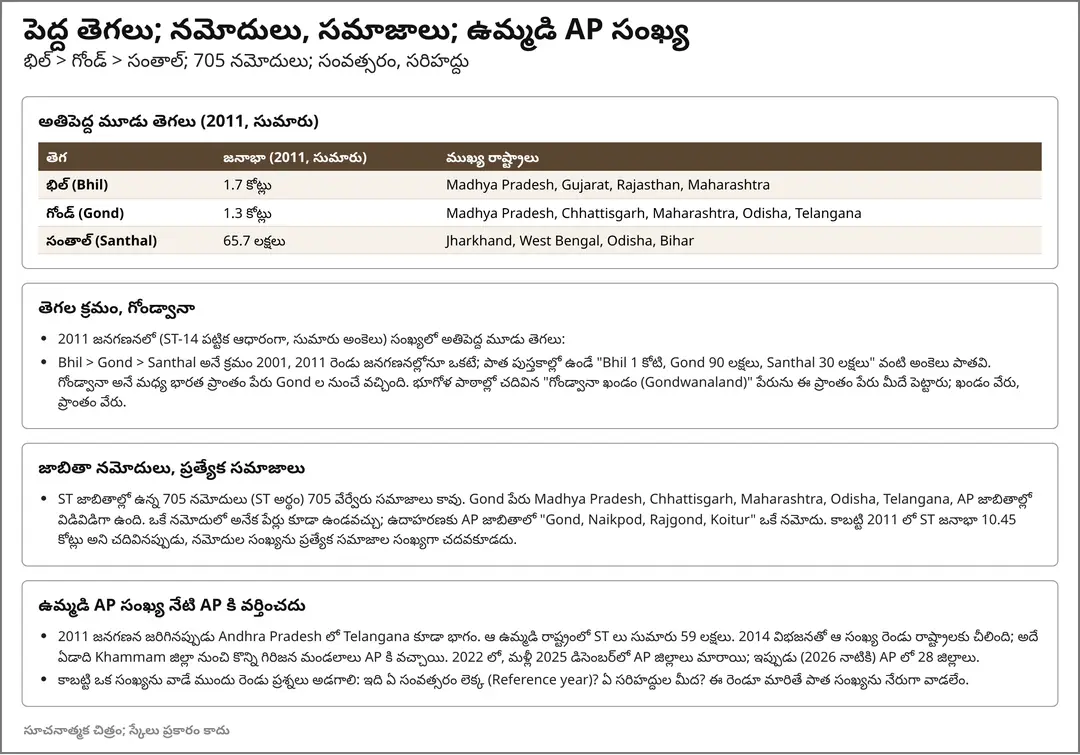 పెద్ద తెగలు; నమోదులు, సమాజాలు; ఉమ్మడి AP సంఖ్య
భిల్ > గోండ్ > సంతాల్; 705 నమోదులు; సంవత్సరం, సరిహద్దు
అతిపెద్ద మూడు తెగలు (2011, సుమారు)
తెగ జనాభా (2011, సుమారు) ముఖ్య రాష్ట్రాలు
భిల్ (Bhil) 1.7 కోట్లు Madhya Pradesh, Gujarat, Rajasthan, Maharashtra
గోండ్ (Gond) 1.3 కోట్లు Madhya Pradesh, Chhattisgarh, Maharashtra, Odisha, Telangana
సంతాల్ (Santhal) 65.7 లక్షలు Jharkhand, West Bengal, Odisha, Bihar
తెగల క్రమం, గోండ్వానా
• 2011 జనగణనలో (ST-14 పట్టిక ఆధారంగా, సుమారు అంకెలు) సంఖ్యలో అతిపెద్ద మూడు తెగలు:
• Bhil > Gond > Santhal అనే క్రమం 2001, 2011 రెండు జనగణనల్లోనూ ఒకటే; పాత పుస్తకాల్లో ఉండే "Bhil 1 కోటి, Gond 90 లక్షలు, Santhal 30 లక్షలు" వంటి అంకెలు పాతవి.
గోండ్వానా అనే మధ్య భారత ప్రాంతం పేరు Gond ల నుంచే వచ్చింది. భూగోళ పాఠాల్లో చదివిన "గోండ్వానా ఖండం (Gondwanaland)" పేరును ఈ ప్రాంతం పేరు మీదే పెట్టారు; ఖండం వేరు,
ప్రాంతం వేరు.
జాబితా నమోదులు, ప్రత్యేక సమాజాలు
• ST జాబితాల్లో ఉన్న 705 నమోదులు (ST అర్థం) 705 వేర్వేరు సమాజాలు కావు. Gond పేరు Madhya Pradesh, Chhattisgarh, Maharashtra, Odisha, Telangana, AP జాబితాల్లో
విడివిడిగా ఉంది. ఒకే నమోదులో అనేక పేర్లు కూడా ఉండవచ్చు; ఉదాహరణకు AP జాబితాలో "Gond, Naikpod, Rajgond, Koitur" ఒకే నమోదు. కాబట్టి 2011 లో ST జనాభా 10.45
కోట్లు అని చదివినప్పుడు, నమోదుల సంఖ్యను ప్రత్యేక సమాజాల సంఖ్యగా చదవకూడదు.
ఉమ్మడి AP సంఖ్య నేటి AP కి వర్తించదు
• 2011 జనగణన జరిగినప్పుడు Andhra Pradesh లో Telangana కూడా భాగం. ఆ ఉమ్మడి రాష్ట్రంలో ST లు సుమారు 59 లక్షలు. 2014 విభజనతో ఆ సంఖ్య రెండు రాష్ట్రాలకు చీలింది; అదే
ఏడాది Khammam జిల్లా నుంచి కొన్ని గిరిజన మండలాలు AP కి వచ్చాయి. 2022 లో, మళ్లీ 2025 డిసెంబర్‌లో AP జిల్లాలు మారాయి; ఇప్పుడు (2026 నాటికి) AP లో 28 జిల్లాలు.
• కాబట్టి ఒక సంఖ్యను వాడే ముందు రెండు ప్రశ్నలు అడగాలి: ఇది ఏ సంవత్సరం లెక్క (Reference year)? ఏ సరిహద్దుల మీద? ఈ రెండూ మారితే పాత సంఖ్యను నేరుగా వాడలేం.
సూచనాత్మక చిత్రం; స్కేలు ప్రకారం కాదు